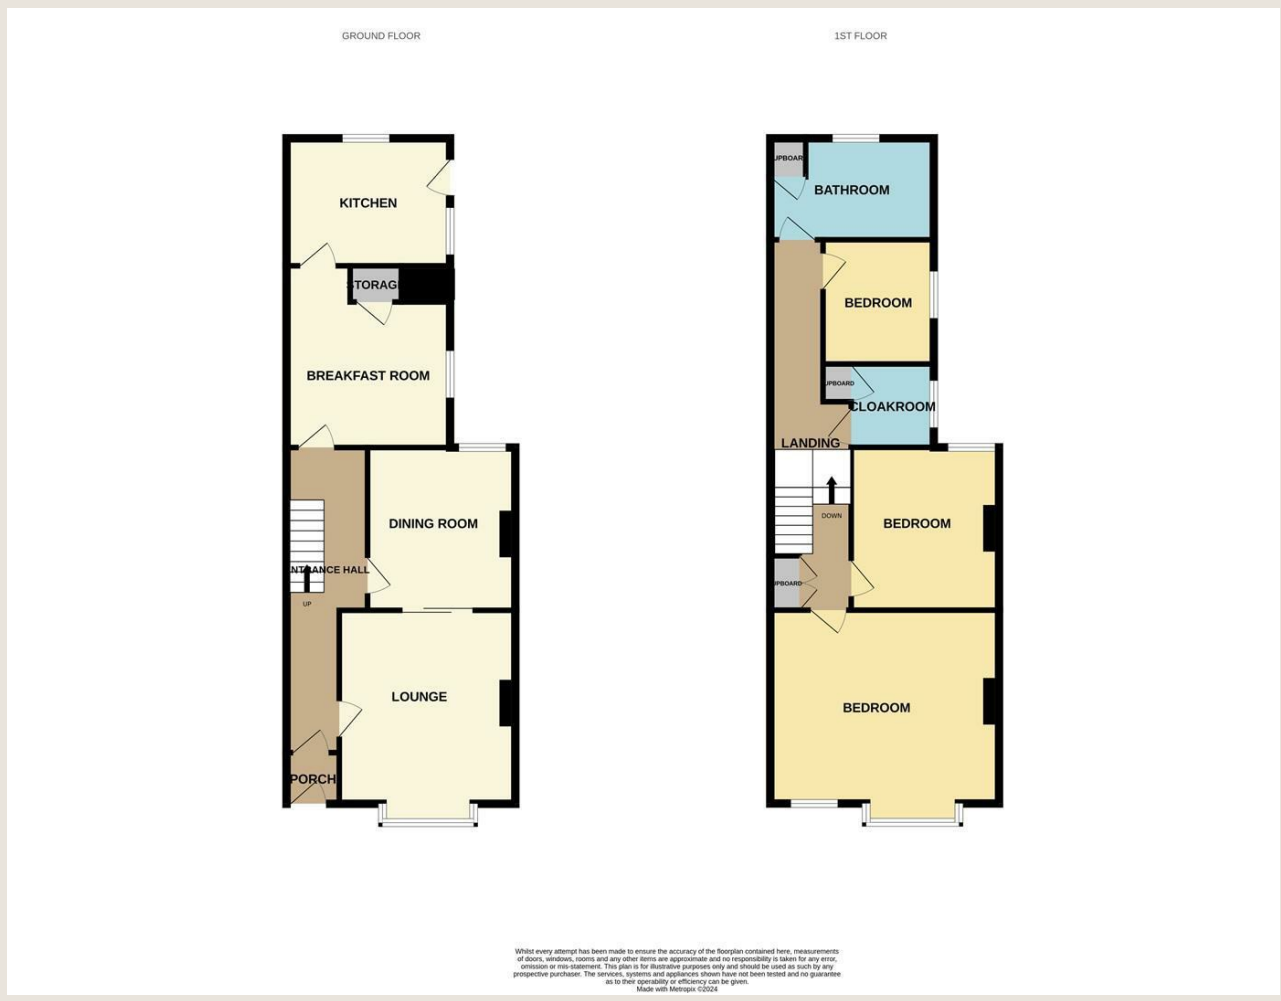 GROUND FLOOR
1ST FLOOR
KITCHEN
STORAGE
BREAKFAST ROOM
DINING ROOM
ENTRANCE HALL
UP
LOUNGE
PORCH
UPBOAR
BATHROOM
BEDROOM
UPBOARD
CLOAKROOM
LANDING
DOWN
BEDROOM
UPBOARD
BEDROOM
Whilst every attempt has been made to ensure the accuracy of the floorplan contained here, measurements
of doors, windows, rooms and any other items are approximate and no responsibility is taken for any error,
omission or mis-statement. This plan is for illustrative purposes only and should be used as such by any
prospective purchaser. The services, systems and appliances shown have not been tested and no guarantee
as to their operability or efficiency can be given.
Made with Metropix ©2024